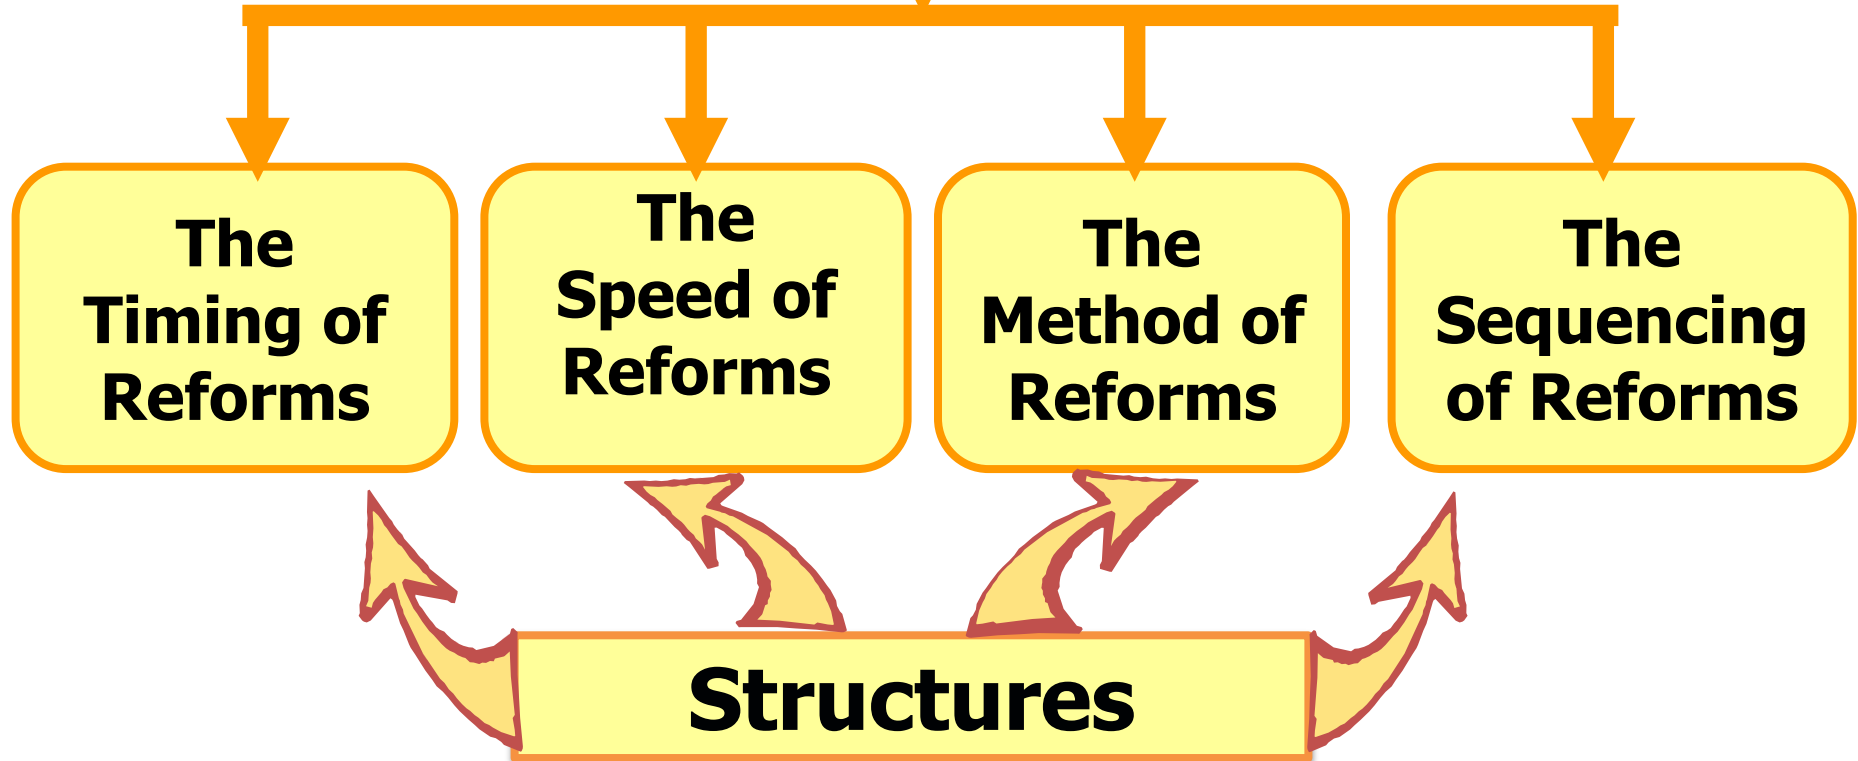 The
Timing of
Reforms
The
Speed of
Reforms
The
Method of
Reforms
The
Sequencing
of Reforms
Structures